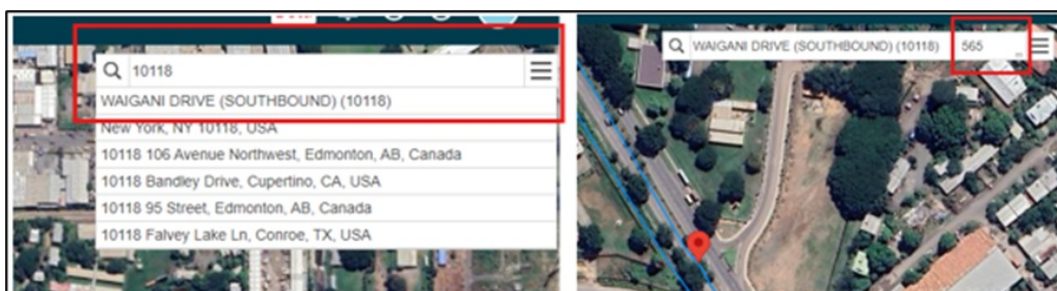 10118
WAIGANI DRIVE (SOUTHBOUND) (10118)
New York, NY 10118, USA
10118 106 Avenue Northwest, Edmonton, AB, Canada
10118 Bandley Drive, Cupertino, CA, USA
10118 95 Street, Edmonton, AB, Canada
10118 Falvey Lake Ln, Conroe, TX, USA
WAIGANI DRIVE (SOUTHBOUND) (10118) 565